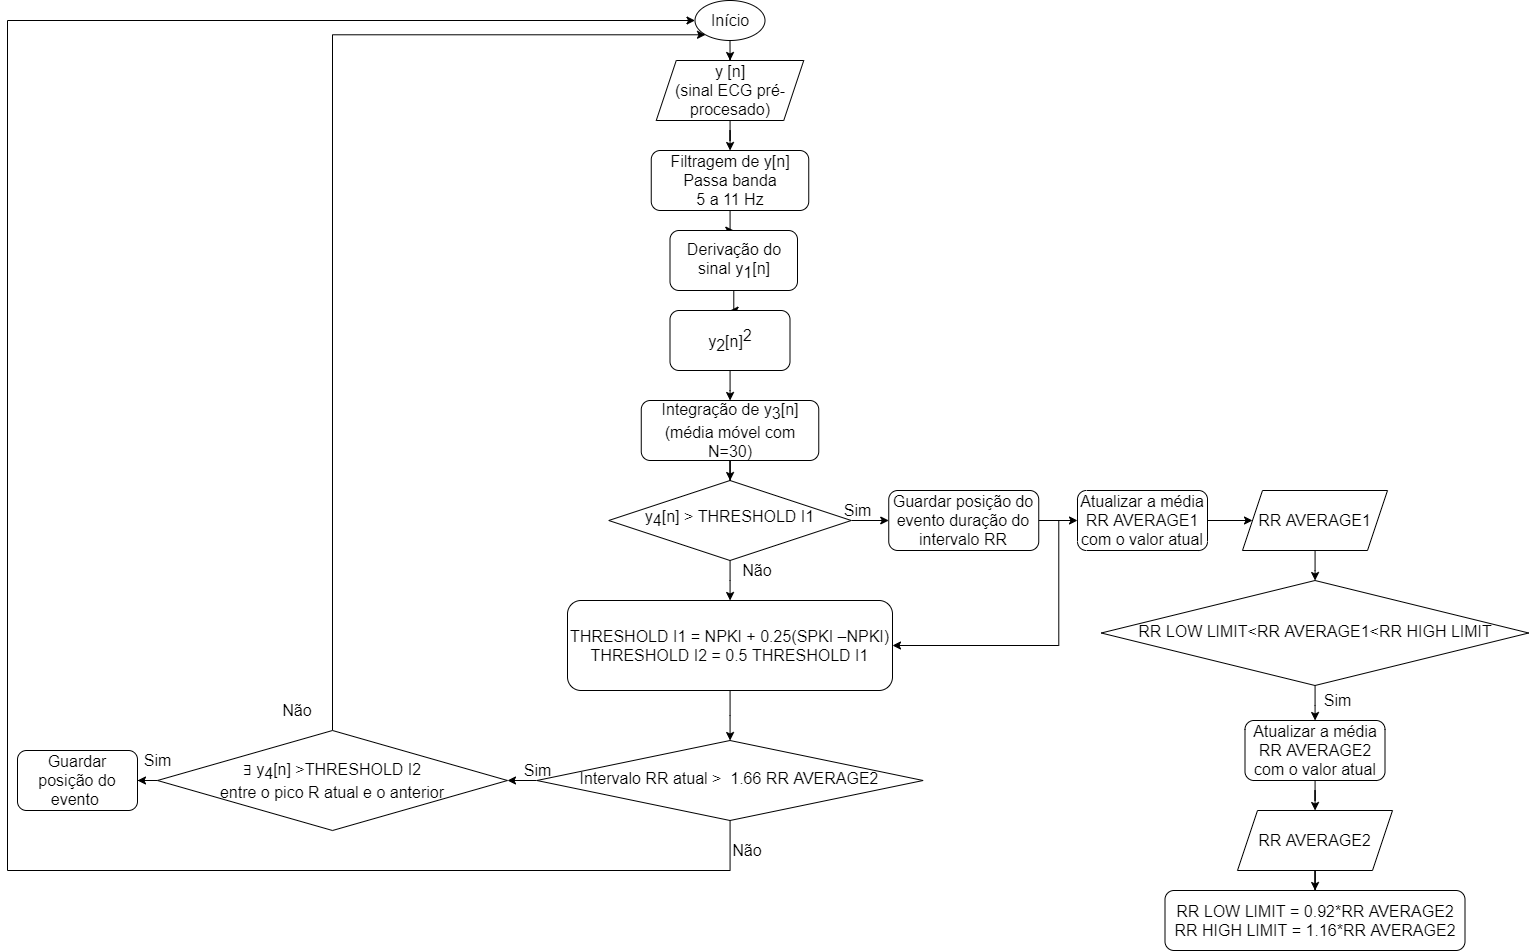 Início
y [n]
(sinal ECG pré-
procesado)
Filtragem de y[n]
Passa banda
5 a 11 Hz
Derivação do
sinal y₁[n]
y₂[n]²
Integração de y₃[n]
(média móvel com
N=30)
y₄[n] > THRESHOLD I1
Sim
Guardar posição do
evento duração do
intervalo RR
Atualizar a média
RR AVERAGE1
com o valor atual
RR AVERAGE1
Não
THRESHOLD I1 = NPKI + 0.25(SPKI –NPKI)
THRESHOLD I2 = 0.5 THRESHOLD I1
RR LOW LIMIT<RR AVERAGE1<RR HIGH LIMIT
Sim
Atualizar a média
RR AVERAGE2
com o valor atual
RR AVERAGE2
RR LOW LIMIT = 0.92*RR AVERAGE2
RR HIGH LIMIT = 1.16*RR AVERAGE2
Intervalo RR atual > 1.66 RR AVERAGE2
Sim
Não
∃ y₄[n] >THRESHOLD I2
entre o pico R atual e o anterior
Não
Sim
Guardar
posição do
evento